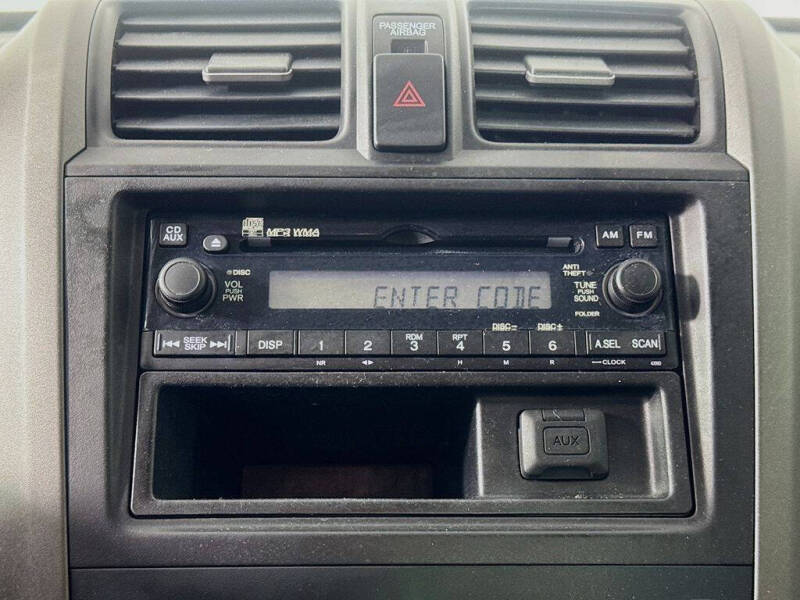 PASSENGER
AIRBAG
CD
AUX
MP3 WMA
AM
FM
DISC
VOL
PUSH
PWR
ENTER CODE
ANTI
THEFT
TUNE
PUSH
SOUND
FOLDER
SEEK
SKIP
DISP
1
2
RDM
3
RPT
4
DISC-
5
DISC+
6
A.SEL
SCAN
NR
H
M
R
CLOCK
AUX